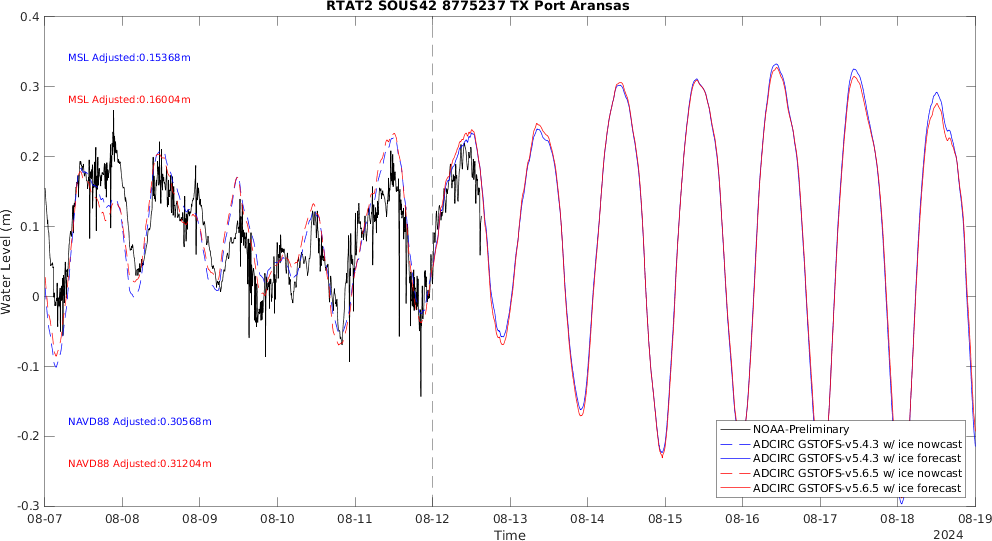 RTAT2 SOUS42 8775237 TX Port Aransas
0.4
0.3
0.2
0.1
0
-0.1
-0.2
-0.3
Water Level (m)
MSL Adjusted:0.15368m
MSL Adjusted:0.16004m
NAVD88 Adjusted:0.30568m
NAVD88 Adjusted:0.31204m
NOAA-Preliminary
ADCIRC GSTOFS-v5.4.3 w/ ice nowcast
ADCIRC GSTOFS-v5.4.3 w/ ice forecast
ADCIRC GSTOFS-v5.6.5 w/ ice nowcast
ADCIRC GSTOFS-v5.6.5 w/ ice forecast
08-07 08-08 08-09 08-10 08-11 08-12 08-13 08-14 08-15 08-16 08-17 08-18 08-19
Time
2024